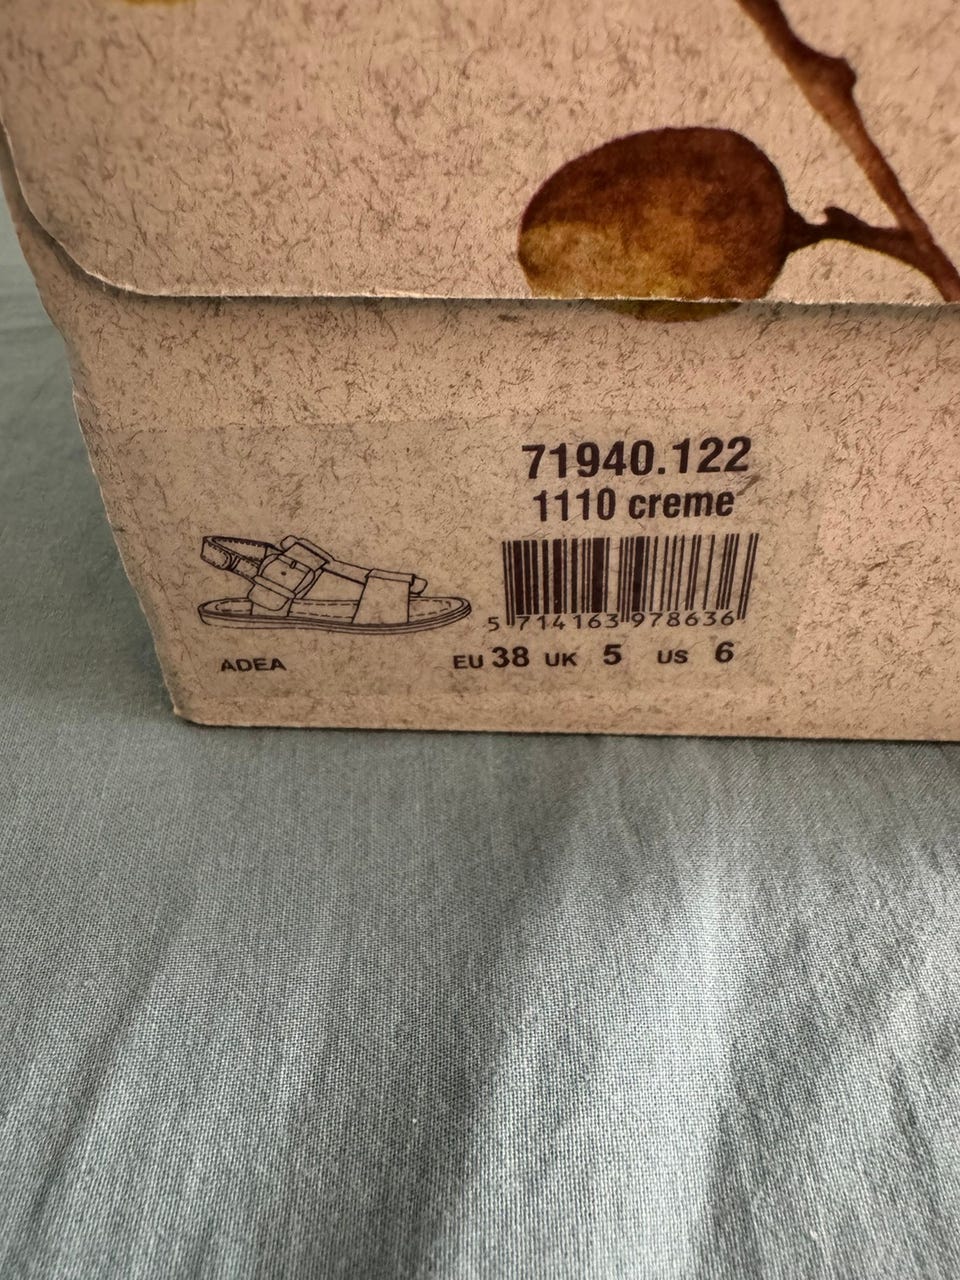 71940.122
1110 creme
5 714163 978636
ADEA
EU 38 UK 5 US 6